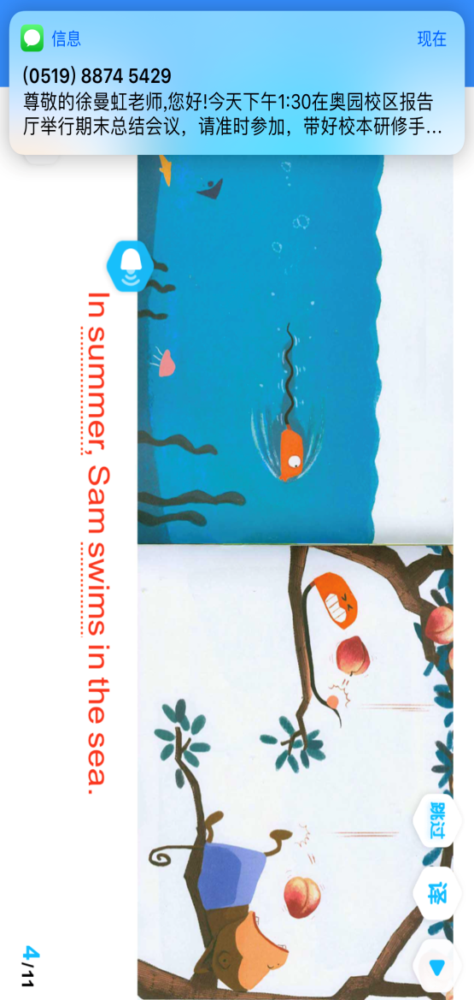 信息
现在
(0519) 8874 5429
尊敬的徐曼虹老师,您好!今天下午1:30在奥园校区报告
厅举行期末总结会议，请准时参加，带好校本研修手...
In summer, Sam swims in the sea.
跳过
译
4/11